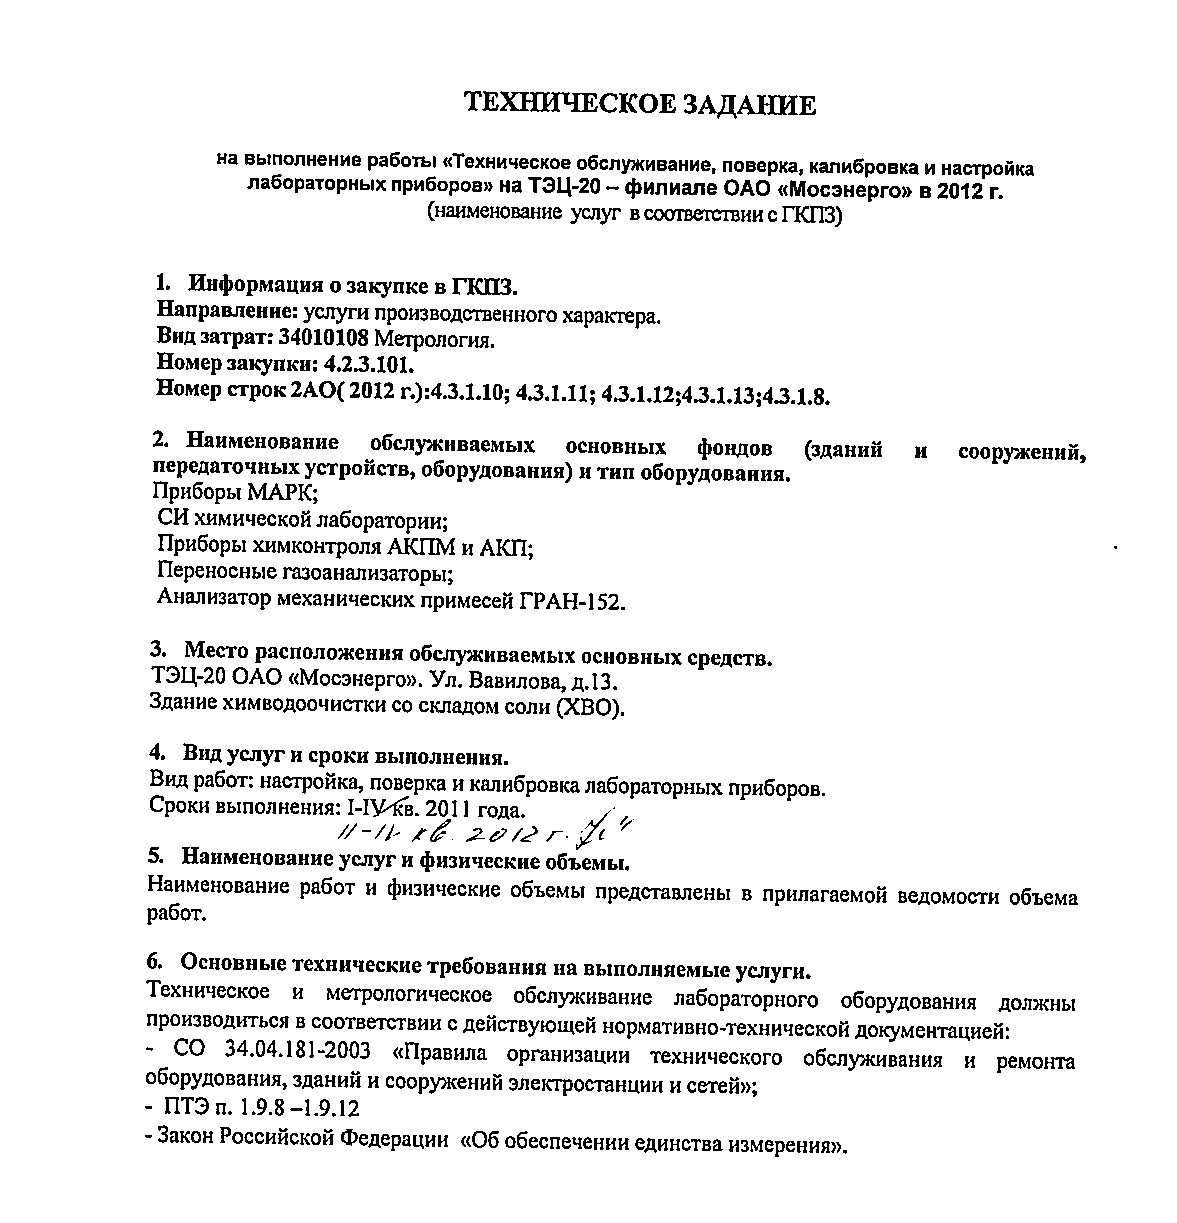 ТЕХНИЧЕСКОЕ ЗАДАНИЕ
на выполнение работы «Техническое обслуживание, поверка, калибровка и настройка
лабораторных приборов» на ТЭЦ-20 – филиале ОАО «Мосэнерго» в 2012 г.
(наименование услуг в соответствии с ГКПЗ)
1. Информация о закупке в ГКПЗ.
Направление: услуги производственного характера.
Вид затрат: 34010108 Метрология.
Номер закупки: 4.2.3.101.
Номер строк 2АО( 2012 г.):4.3.1.10; 4.3.1.11; 4.3.1.12;4.3.1.13;4.3.1.8.
2. Наименование обслуживаемых основных фондов (зданий и сооружений,
передаточных устройств, оборудования) и тип оборудования.
Приборы МАРК;
СИ химической лаборатории;
Приборы химконтроля АКПМ и АКП;
Переносные газоанализаторы;
Анализатор механических примесей ГРАН-152.
3. Место расположения обслуживаемых основных средств.
ТЭЦ-20 ОАО «Мосэнерго». Ул. Вавилова, д.13.
Здание химводоочистки со складом соли (ХВО).
4. Вид услуг и сроки выполнения.
Вид работ: настройка, поверка и калибровка лабораторных приборов.
Сроки выполнения: I-IV кв. 2011 года.
II-IV кв. 2012 г.
5. Наименование услуг и физические объемы.
Наименование работ и физические объемы представлены в прилагаемой ведомости объема
работ.
6. Основные технические требования на выполняемые услуги.
Техническое и метрологическое обслуживание лабораторного оборудования должны
производиться в соответствии с действующей нормативно-технической документацией:
- СО 34.04.181-2003 «Правила организации технического обслуживания и ремонта
оборудования, зданий и сооружений электростанции и сетей»;
- ПТЭ п. 1.9.8 –1.9.12
- Закон Российской Федерации «Об обеспечении единства измерения».